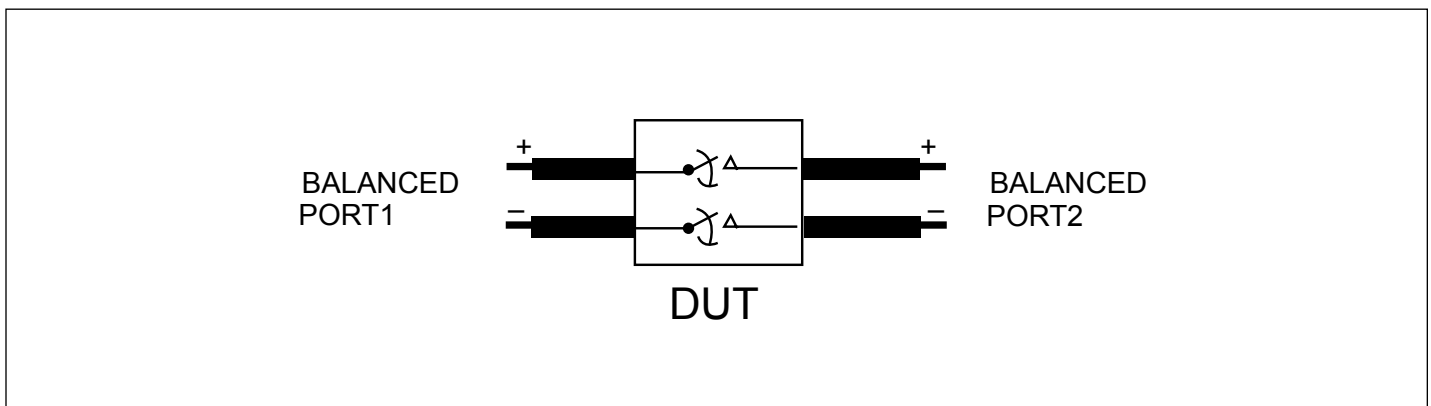 +
+
BALANCED
PORT1
BALANCED
PORT2
–
–
DUT